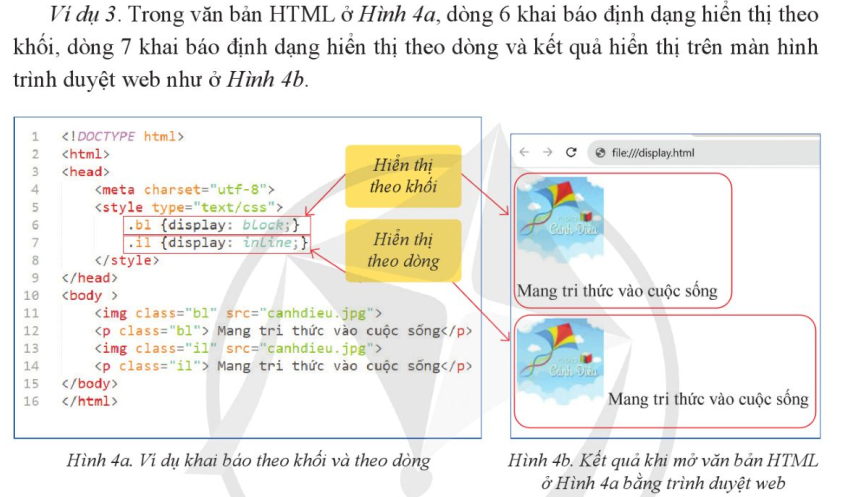 Ví dụ 3. Trong văn bản HTML ở Hình 4a, dòng 6 khai báo định dạng hiển thị theo
khối, dòng 7 khai báo định dạng hiển thị theo dòng và kết quả hiển thị trên màn hình
trình duyệt web như ở Hình 4b.
1 <!DOCTYPE html>
2 <html>
3 <head>
4 <meta charset="utf-8">
5 <style type="text/css">
6 .bl {display: block;}
7 .il {display: inline;}
8 </style>
9 </head>
10 <body >
11 <img class="bl" src="canhdieu.jpg">
12 <p class="bl"> Mang tri thức vào cuộc sống</p>
13 <img class="il" src="canhdieu.jpg">
14 <p class="il"> Mang tri thức vào cuộc sống</p>
15 </body>
16 </html>
Hiển thị
theo khối
Hiển thị
theo dòng
file:///display.html
Cánh Diều
Mang tri thức vào cuộc sống
Cánh Diều
Mang tri thức vào cuộc sống
Hình 4a. Ví dụ khai báo theo khối và theo dòng
Hình 4b. Kết quả khi mở văn bản HTML
ở Hình 4a bằng trình duyệt web